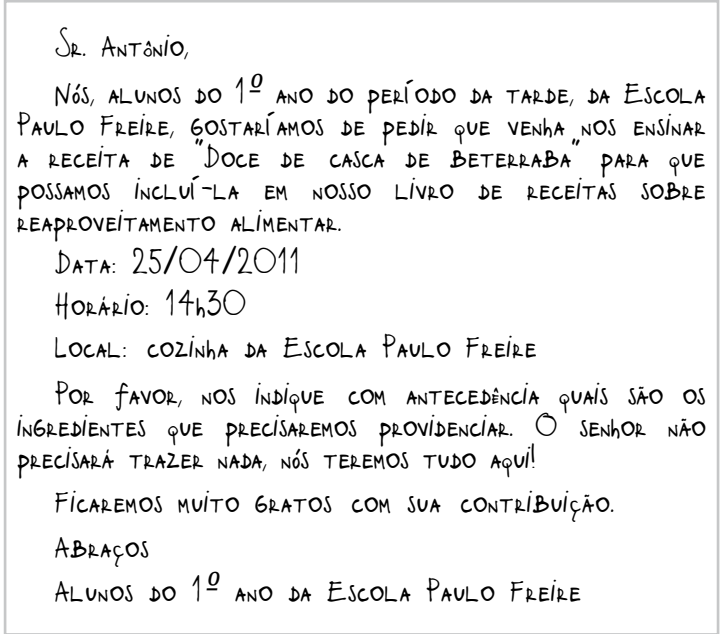 Sr. Antônio,
Nós, alunos do 1º ano do período da tarde, da Escola
Paulo Freire, gostaríamos de pedir que venha nos ensinar
a receita de "Doce de casca de beterraba" para que
possamos incluí-la em nosso livro de receitas sobre
reaproveitamento alimentar.
Data: 25/04/2011
Horário: 14h30
Local: cozinha da Escola Paulo Freire
Por favor, nos indique com antecedência quais são os
ingredientes que precisaremos providenciar. O senhor não
precisará trazer nada, nós teremos tudo aqui!
Ficaremos muito gratos com sua contribuição.
Abraços
Alunos do 1º ano da Escola Paulo Freire